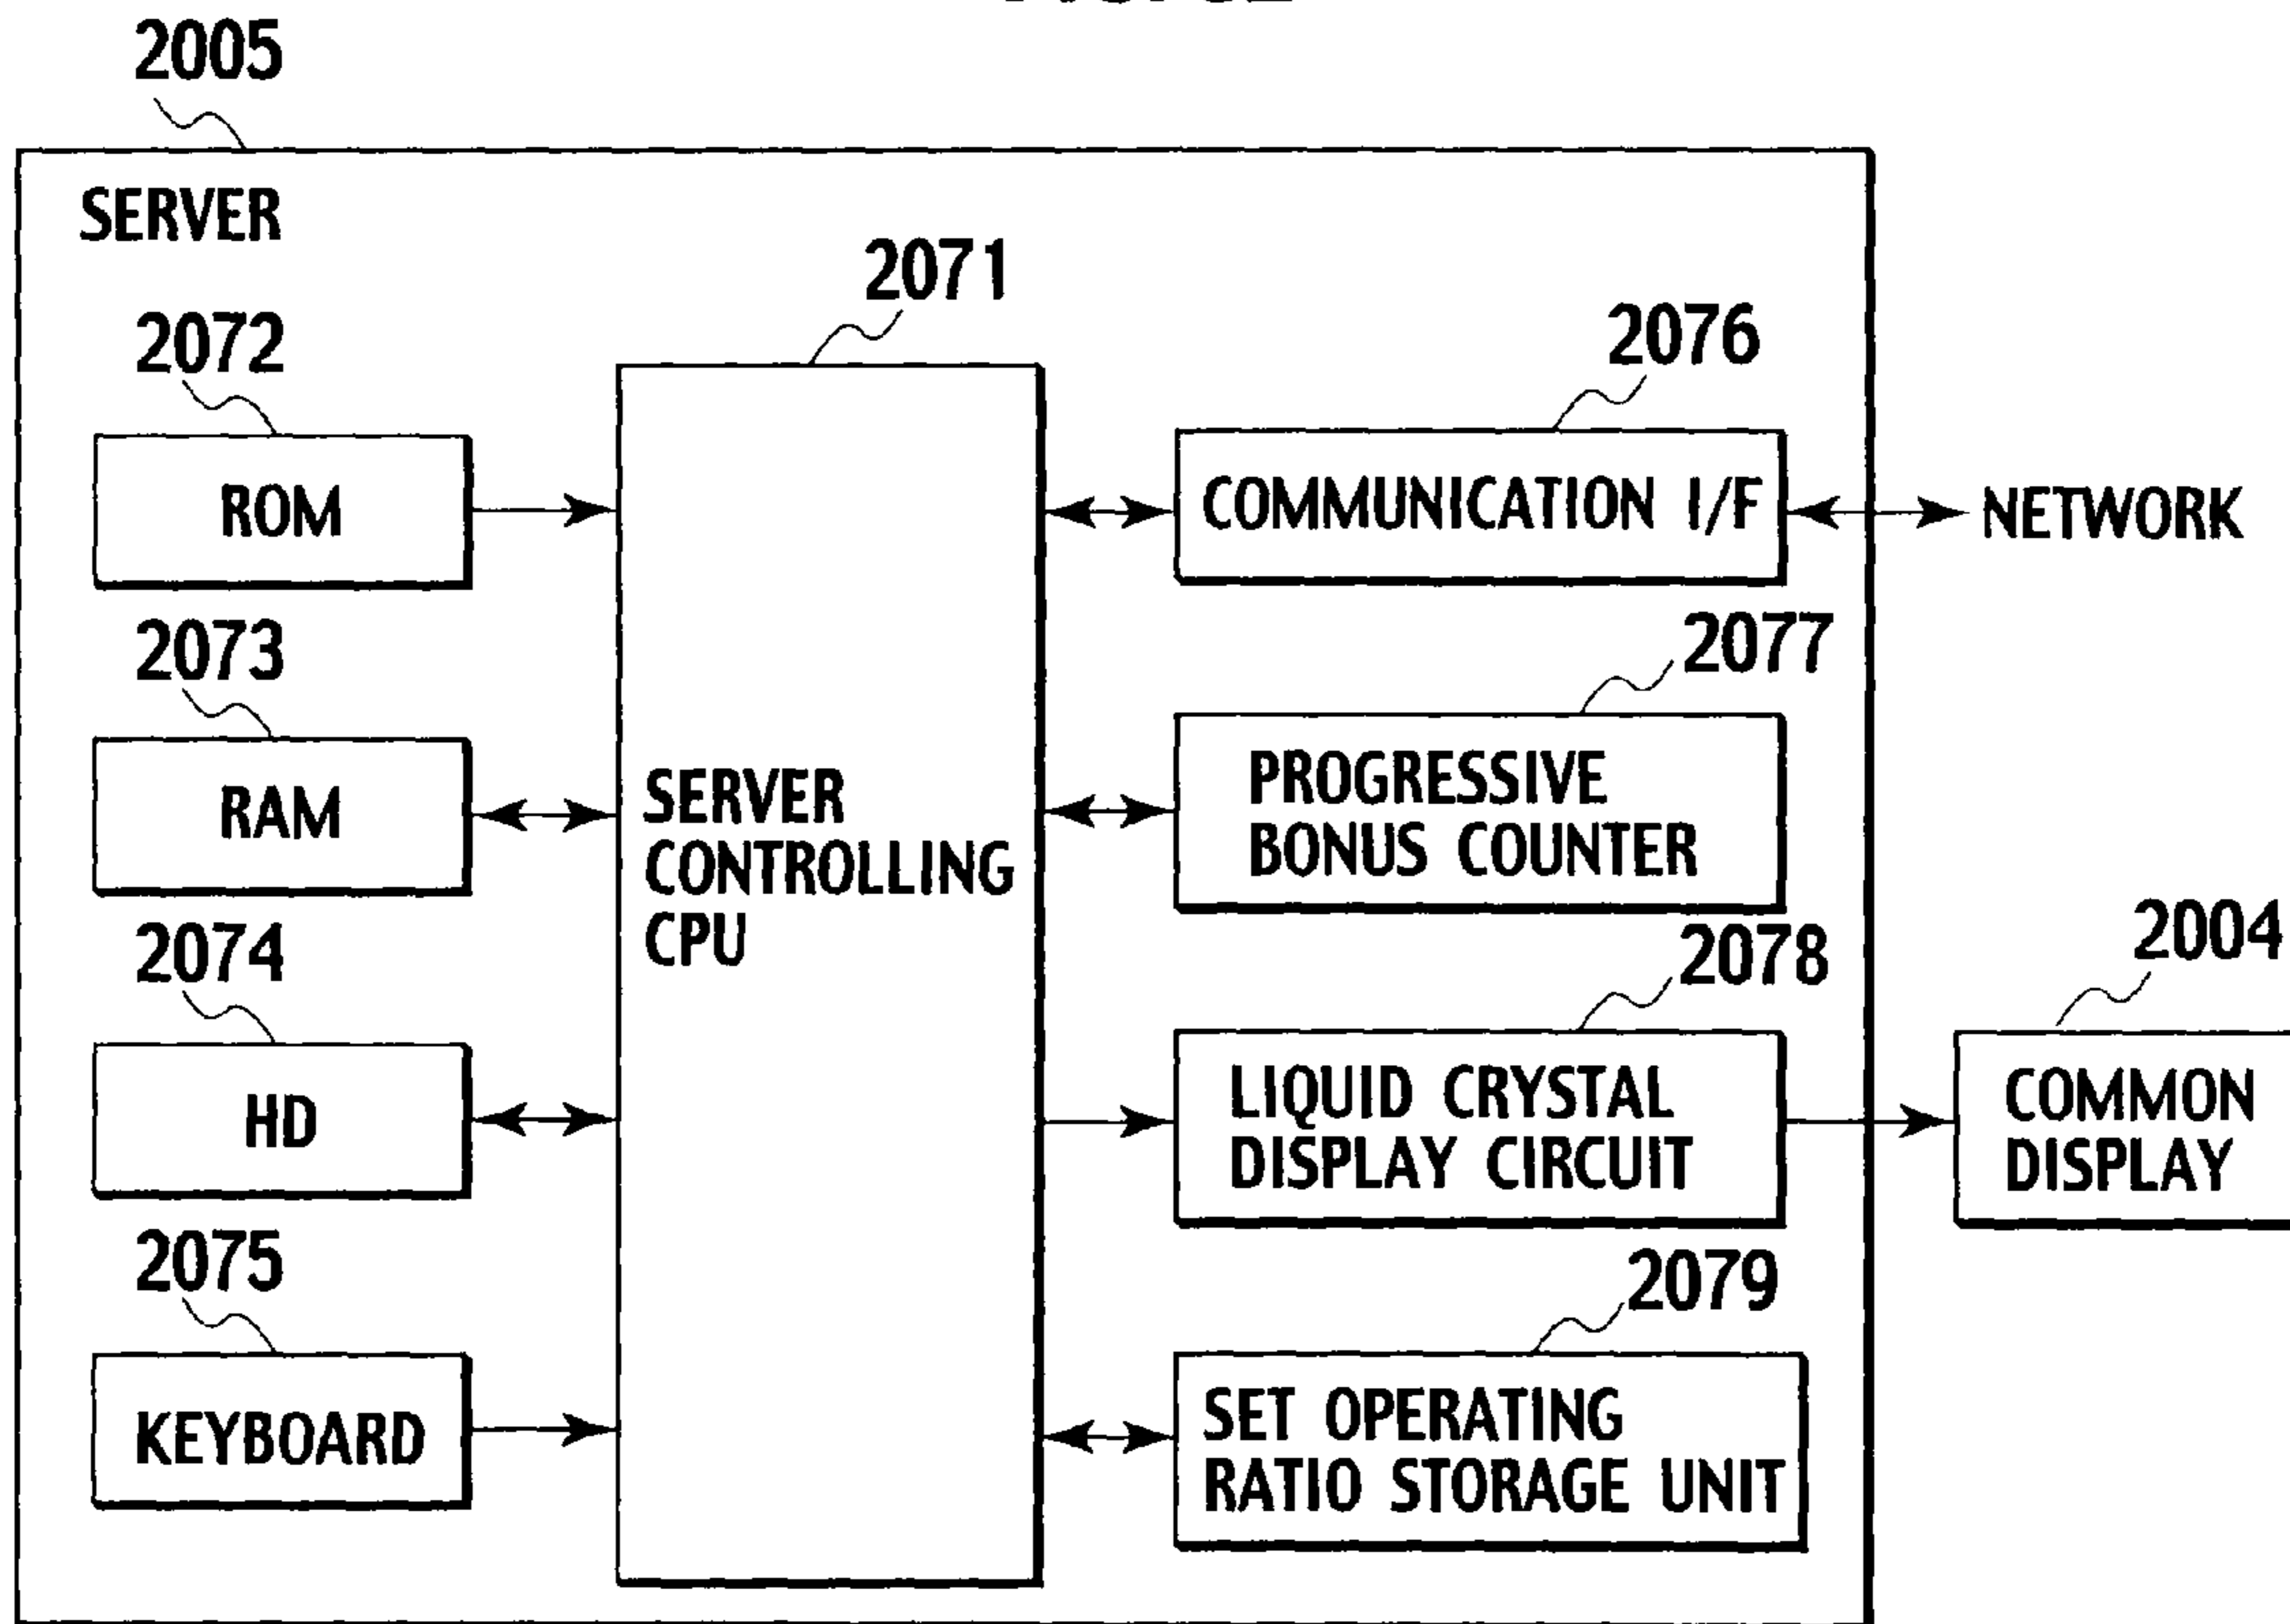 2005
SERVER
2071
2072
ROM
2076
COMMUNICATION I/F
NETWORK
2073
RAM
SERVER
CONTROLLING
CPU
2077
PROGRESSIVE
BONUS COUNTER
2074
HD
2078
LIQUID CRYSTAL
DISPLAY CIRCUIT
2004
COMMON
DISPLAY
2075
KEYBOARD
2079
SET OPERATING
RATIO STORAGE UNIT